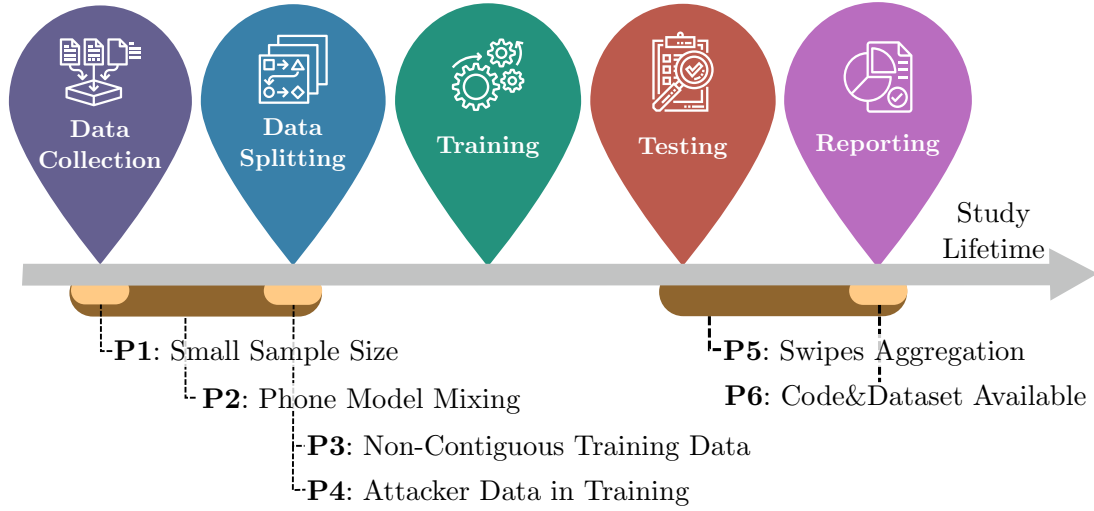 Data
Collection
Data
Splitting
Training
Testing
Reporting
Study
Lifetime
P1: Small Sample Size
P2: Phone Model Mixing
P3: Non-Contiguous Training Data
P4: Attacker Data in Training
P5: Swipes Aggregation
P6: Code&Dataset Available